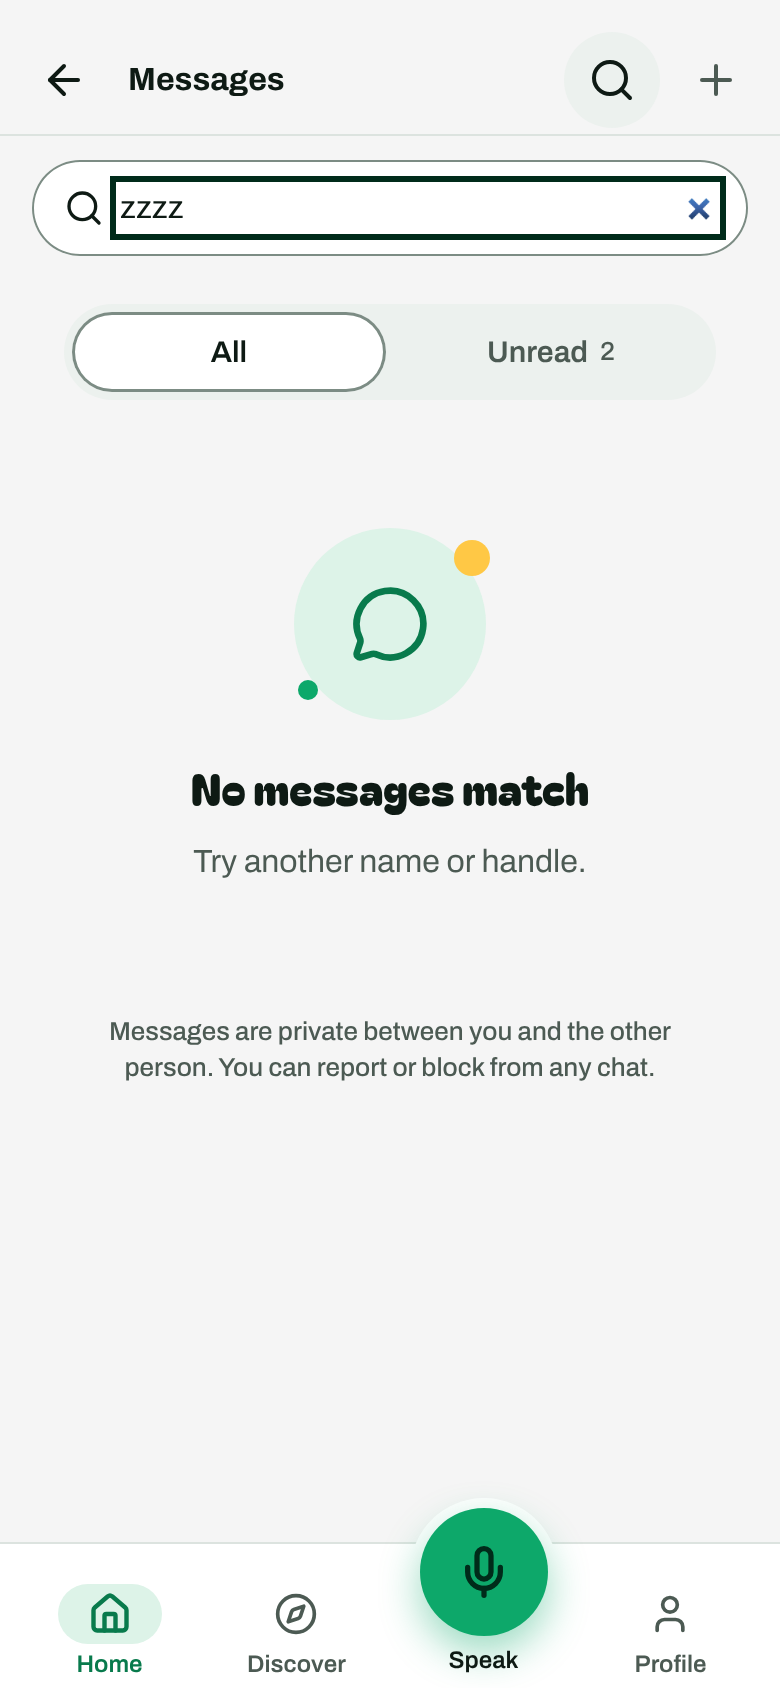 Messages
zzzz
All
Unread 2
No messages match
Try another name or handle.
Messages are private between you and the other
person. You can report or block from any chat.
Home
Discover
Speak
Profile